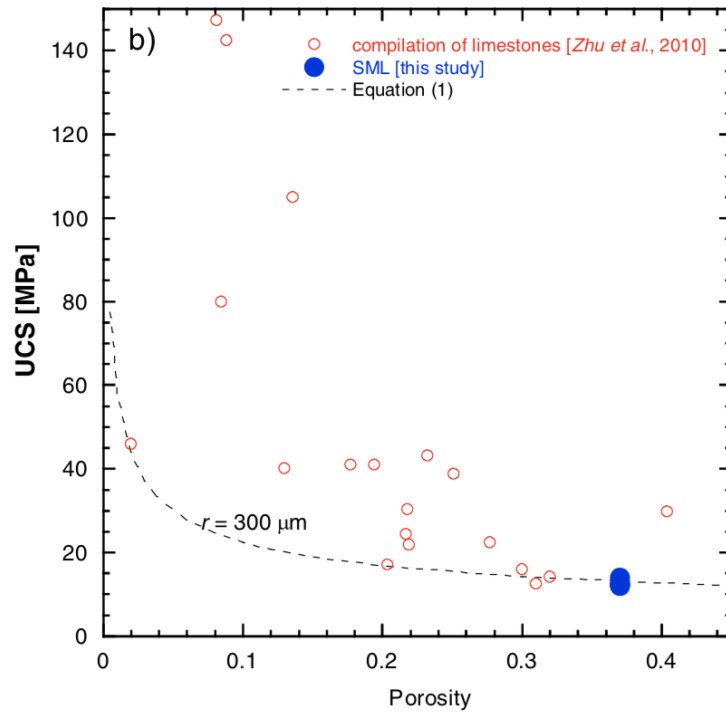 b)
compilation of limestones [Zhu et al., 2010]
SML [this study]
Equation (1)
140
120
100
80
60
40
20
0
UCS [MPa]
r = 300 μm
0
0.1
0.2
0.3
0.4
Porosity